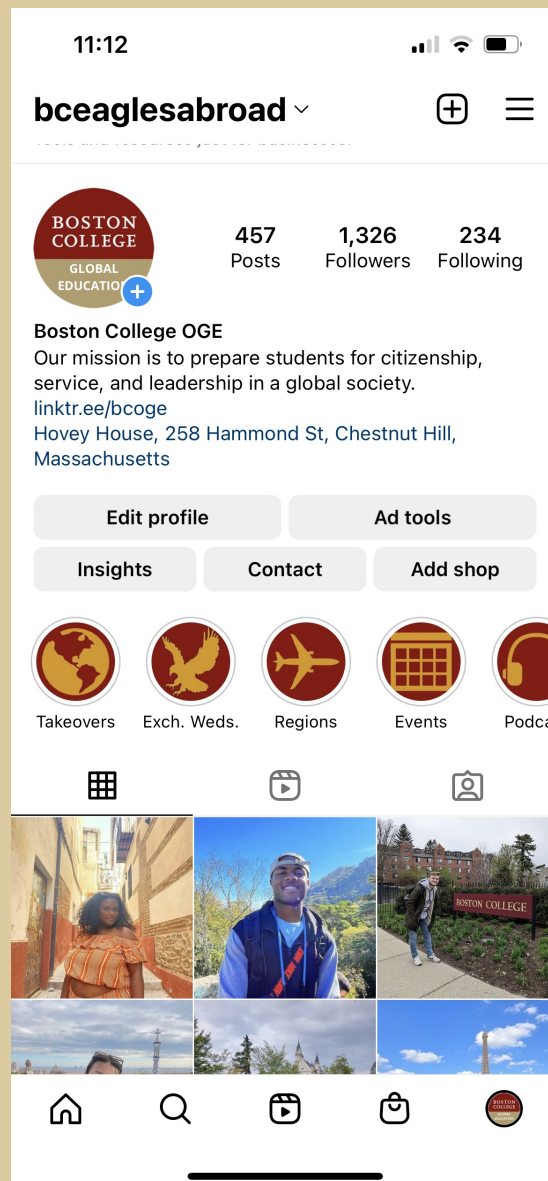 11:12
bceaglesabroad
BOSTON
COLLEGE
GLOBAL
457
1,326
234
Posts
Followers
Following
Boston College OGE
Our mission is to prepare students for citizenship,
service, and leadership in a global society.
linktr.ee/bcoge
Hovey House, 258 Hammond St, Chestnut Hill,
Massachusetts
Edit profile
Ad tools
Insights
Contact
Add shop
Takeovers
Exch. Weds.
Regions
Events
BOSTON COLLEGE
BOSTON
COLLEGE